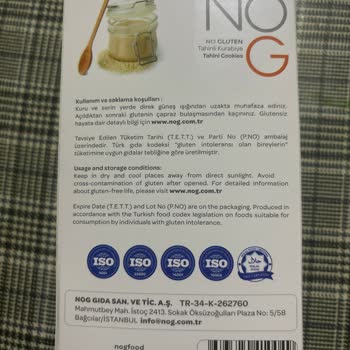 NO
G
NO GLUTEN
Tahinli Kurabiye
Tahini Cookies
Kullanım ve saklama koşulları :
Kuru ve serin yerde direk güneş ışığından uzakta muhafaza ediniz.
Açıldıktan sonraki glutenin çapraz bulaşmasından kaçınınız. Glutensiz
hayata dair detaylı bilgi için www.nog.com.tr
Tavsiye Edilen Tüketim Tarihi (T.E.T.T.) ve Parti No (P.NO) ambalaj
üzerindedir. Türk gıda kodeksi "gluten intoleransı olan bireylerin"
tüketimine uygun gıdalar tebliğine göre üretilmiştir.
Usage and storage conditions:
Keep in dry and cool places away from direct sunlight. Avoid
cross-contamination of gluten after opened. For detailed information
about gluten-free life, please visit www.nog.com.tr
Expire Date (T.E.T.T.) and Lot No (P.NO) are on the packaging. Produced in
accordance with the Turkish food codex legislation on foods suitable for
consumption by individuals with gluten intolerance.
ISO ISO ISO ISO
NOG GIDA SAN. VE TİC. A.Ş. TR-34-K-262760
Mahmutbey Mah. İstoç 2413. Sokak Öksüzoğulları Plaza No: 5/58
Bağcılar/İSTANBUL info@nog.com.tr
nogfood